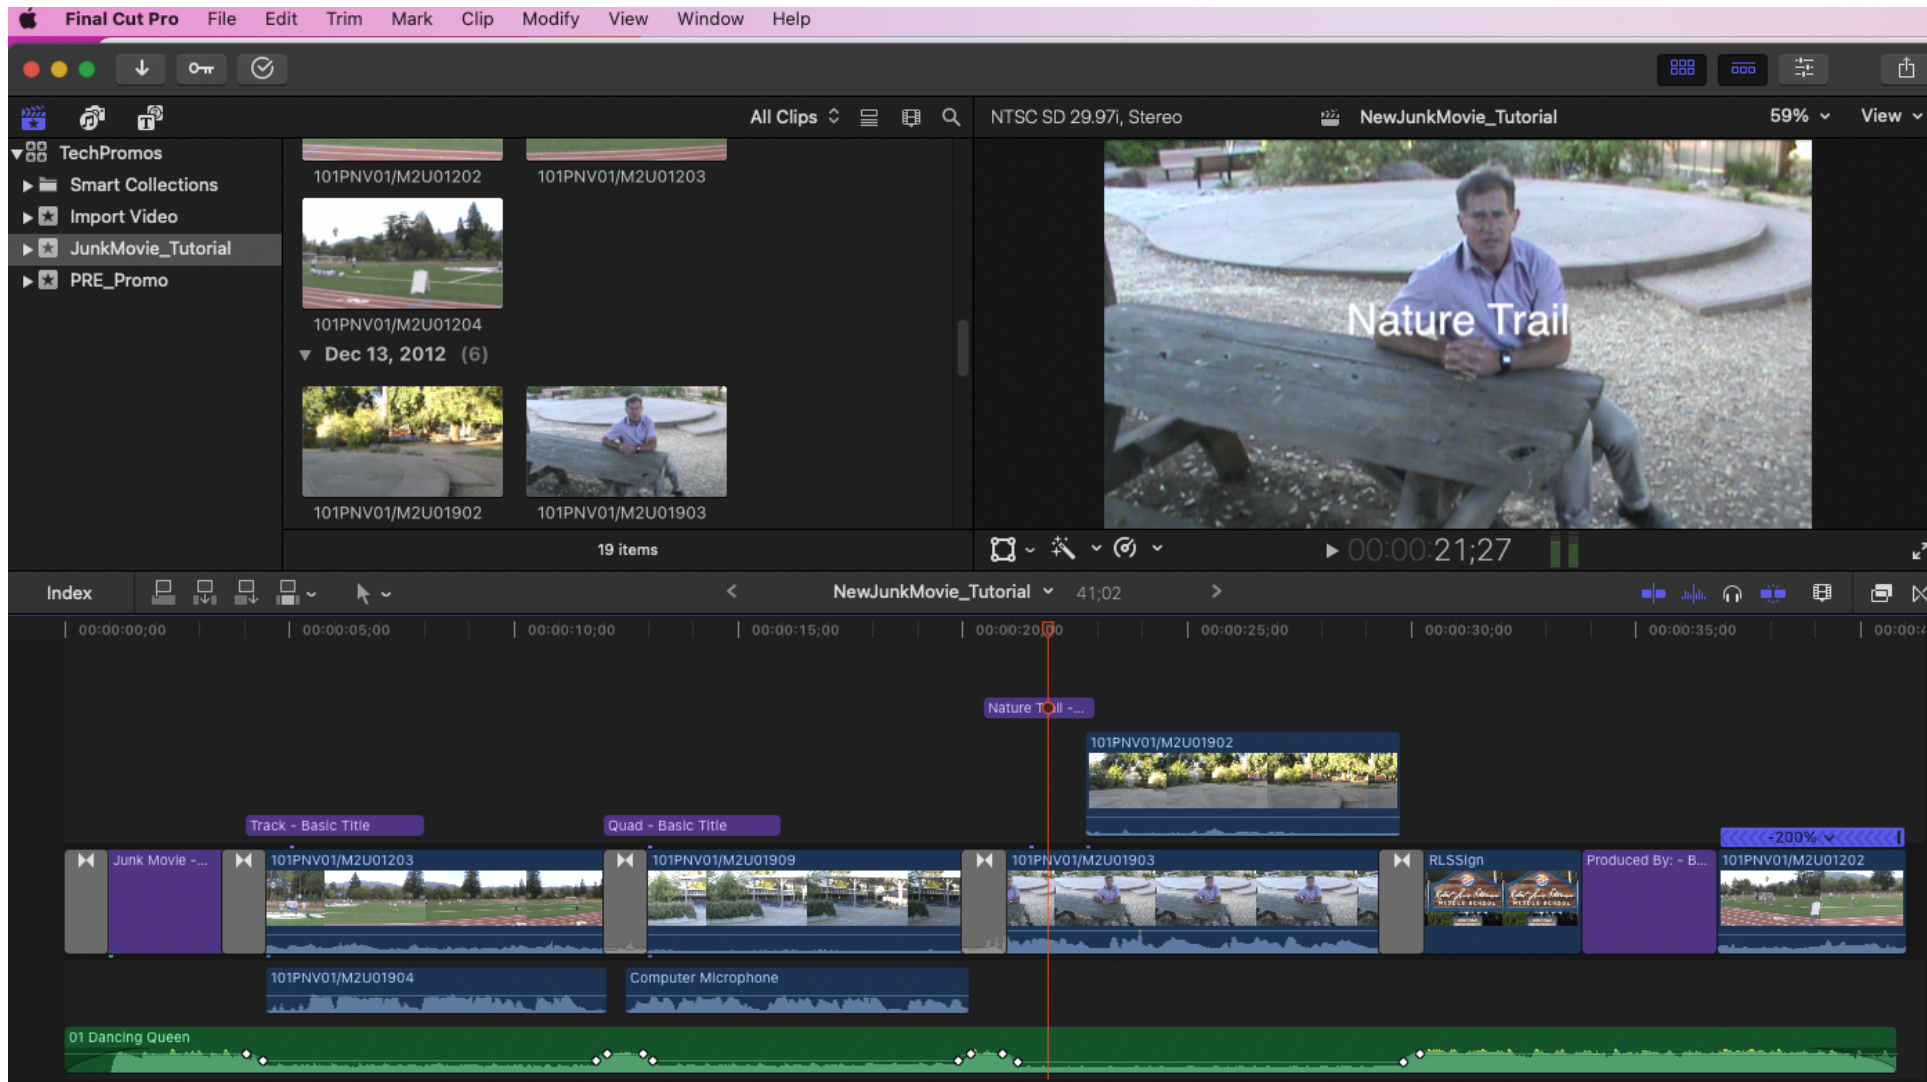 Final Cut Pro File Edit Trim Mark Clip Modify View Window Help
All Clips
NTSC SD 29.97i, Stereo NewJunkMovie_Tutorial 59% View
TechPromos
Smart Collections
Import Video
JunkMovie_Tutorial
PRE_Promo
101PNV01/M2U01202 101PNV01/M2U01203
101PNV01/M2U01204
Dec 13, 2012 (6)
101PNV01/M2U01902 101PNV01/M2U01903
19 items
Nature Trail
00:00:21;27
Index NewJunkMovie_Tutorial 41;02
00:00:00;00 00:00:05;00 00:00:10;00 00:00:15;00 00:00:20;00 00:00:25;00 00:00:30;00 00:00:35;00
101PNV01/M2U01902
Track - Basic Title Quad - Basic Title
-200%
Junk Movie -... 101PNV01/M2U01203 101PNV01/M2U01909 101PNV01/M2U01903 RLSSign Produced By: - B... 101PNV01/M2U01202
MIDDLE SCHOOL MIDDLE SCHOOL
101PNV01/M2U01904 Computer Microphone
01 Dancing Queen